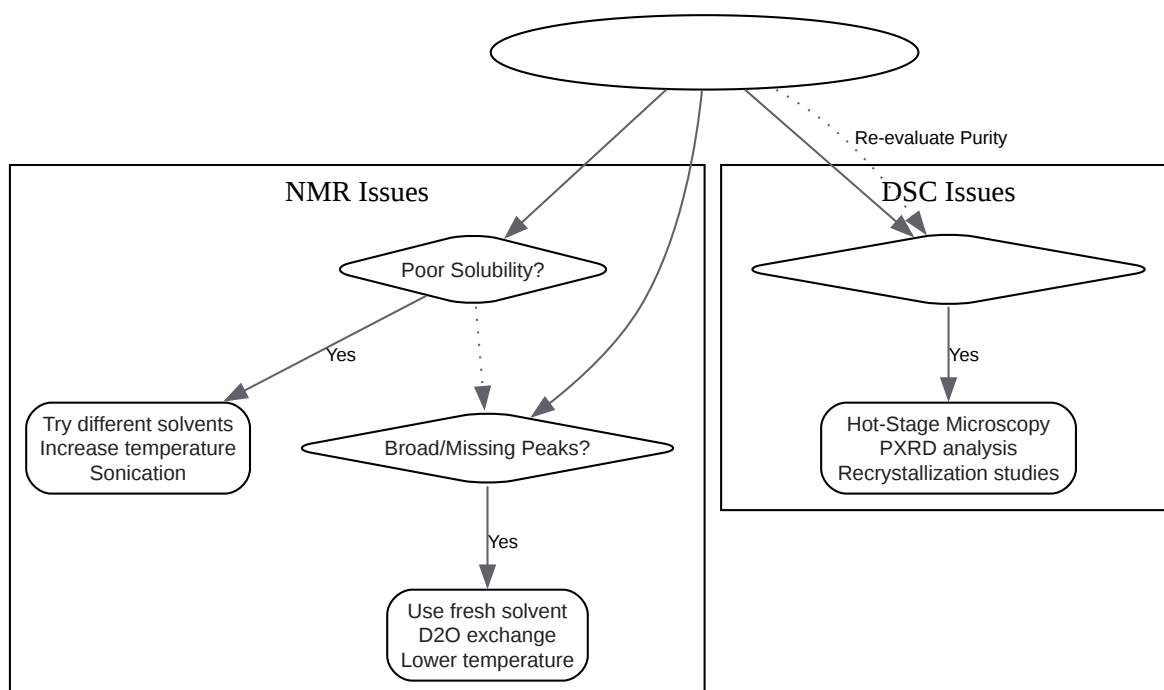 Re-evaluate Purity
NMR Issues
DSC Issues
Poor Solubility?
Yes
Yes
Try different solvents
Increase temperature
Sonication
Hot-Stage Microscopy
PXRD analysis
Recrystallization studies
Broad/Missing Peaks?
Yes
Use fresh solvent
D2O exchange
Lower temperature